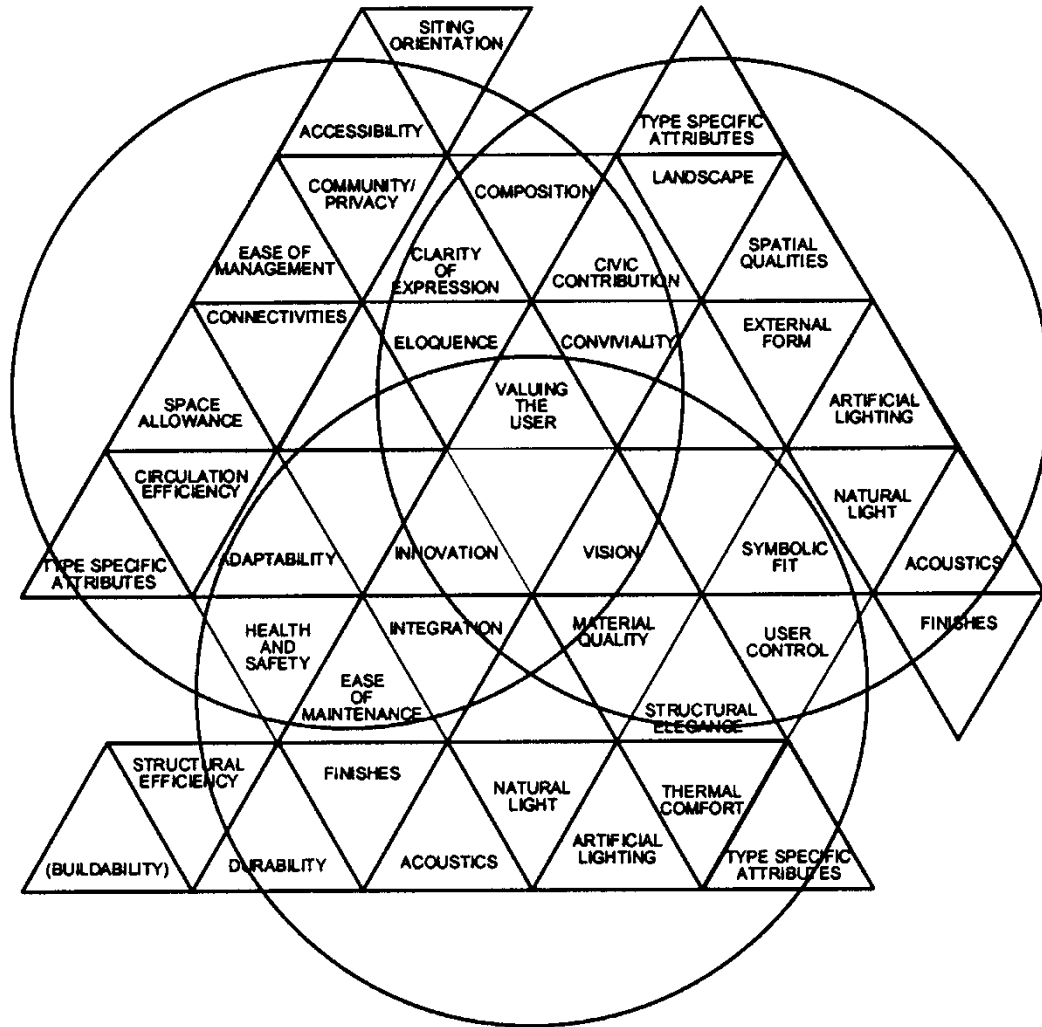 SITING
ORIENTATION
ACCESSIBILITY
TYPE SPECIFIC
ATTRIBUTES
COMMUNITY/
PRIVACY
COMPOSITION
LANDSCAPE
EASE OF
MANAGEMENT
CLARITY
OF
EXPRESSION
CIVIC
CONTRIBUTION
SPATIAL
QUALITIES
CONNECTIVITIES
ELOQUENCE
CONVIVIALITY
EXTERNAL
FORM
SPACE
ALLOWANCE
VALUING
THE
USER
ARTIFICIAL
LIGHTING
CIRCULATION
EFFICIENCY
NATURAL
LIGHT
TYPE SPECIFIC
ATTRIBUTES
ADAPTABILITY
INNOVATION
VISION
SYMBOLIC
FIT
ACOUSTICS
HEALTH
AND
SAFETY
INTEGRATION
MATERIAL
QUALITY
USER
CONTROL
FINISHES
EASE
OF
MAINTENANCE
STRUCTURAL
ELEGANCE
STRUCTURAL
EFFICIENCY
FINISHES
NATURAL
LIGHT
THERMAL
COMFORT
(BUILDABILITY)
DURABILITY
ACOUSTICS
ARTIFICIAL
LIGHTING
TYPE SPECIFIC
ATTRIBUTES